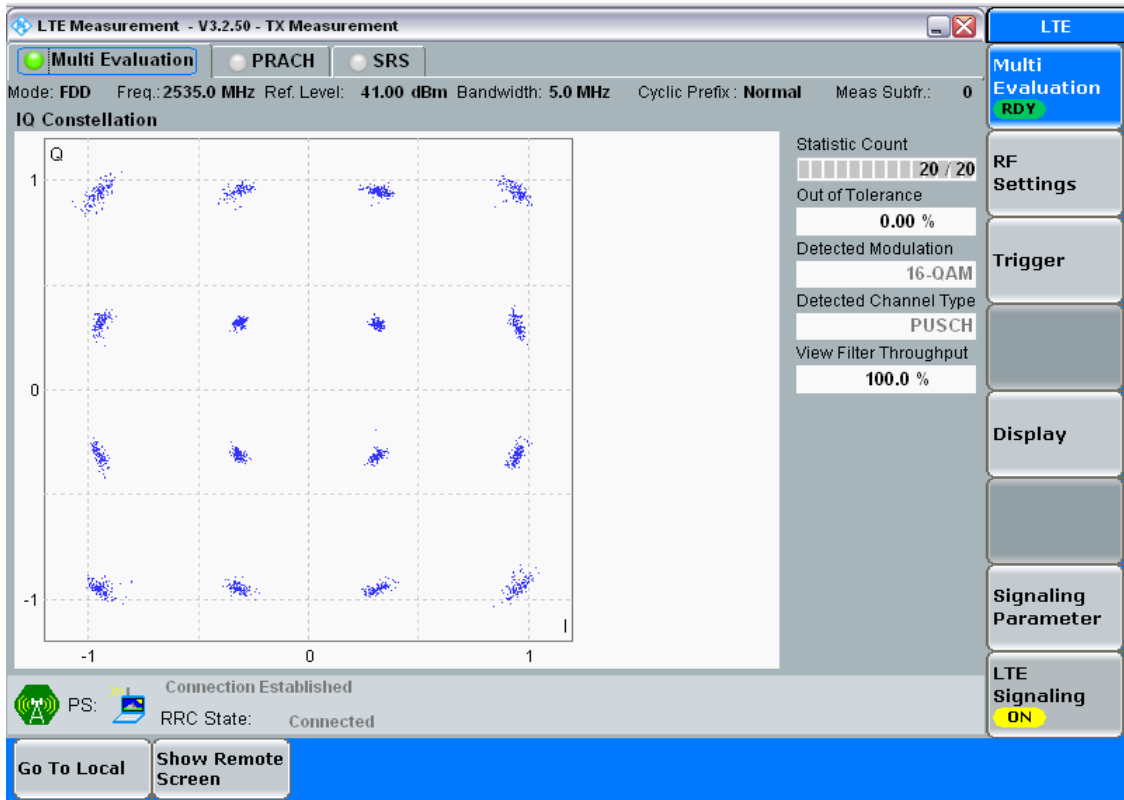 LTE Measurement - V3.2.50 - TX Measurement
LTE
Multi Evaluation PRACH SRS
Mode: FDD Freq.: 2535.0 MHz Ref. Level: 41.00 dBm Bandwidth: 5.0 MHz Cyclic Prefix : Normal Meas Subfr.: 0
IQ Constellation
Q
1
0
-1
I
-1 0 1
Statistic Count
20 / 20
Out of Tolerance
0.00 %
Detected Modulation
16-QAM
Detected Channel Type
PUSCH
View Filter Throughput
100.0 %
Multi
Evaluation
RDY
RF
Settings
Trigger
Display
Signaling
Parameter
LTE
Signaling
ON
PS:
Connection Established
RRC State: Connected
Go To Local
Show Remote
Screen